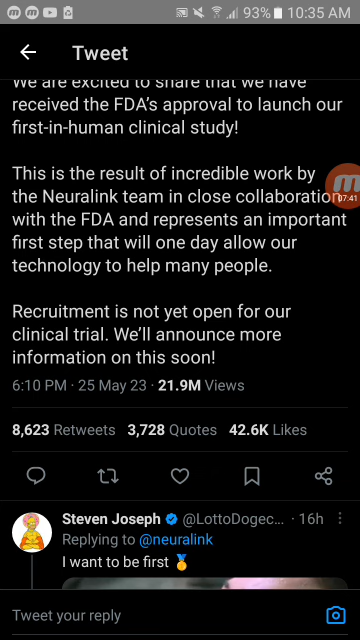 93% 10:35 AM
Tweet
We are excited to share that we have
received the FDA's approval to launch our
first-in-human clinical study!
This is the result of incredible work by
the Neuralink team in close collaboration
07:41
with the FDA and represents an important
first step that will one day allow our
technology to help many people.
Recruitment is not yet open for our
clinical trial. We'll announce more
information on this soon!
6:10 PM · 25 May 23 · 21.9M Views
8,623 Retweets 3,728 Quotes 42.6K Likes
Steven Joseph @LottoDogec... · 16h
Replying to @neuralink
I want to be first 🥇
Tweet your reply